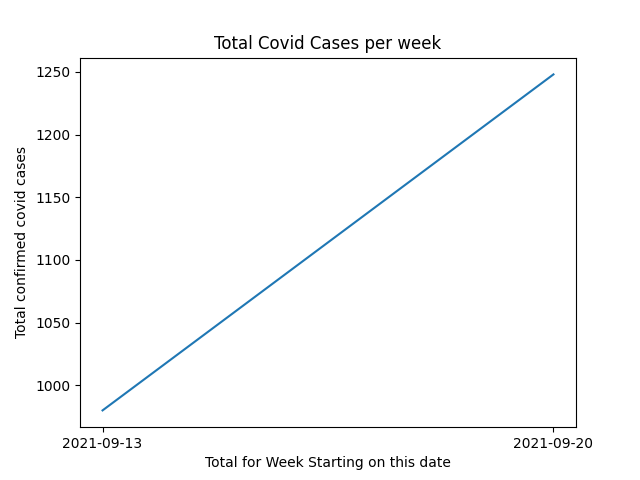 Total Covid Cases per week
1250
1200
1150
1100
1050
1000
Total confirmed covid cases
2021-09-13
2021-09-20
Total for Week Starting on this date